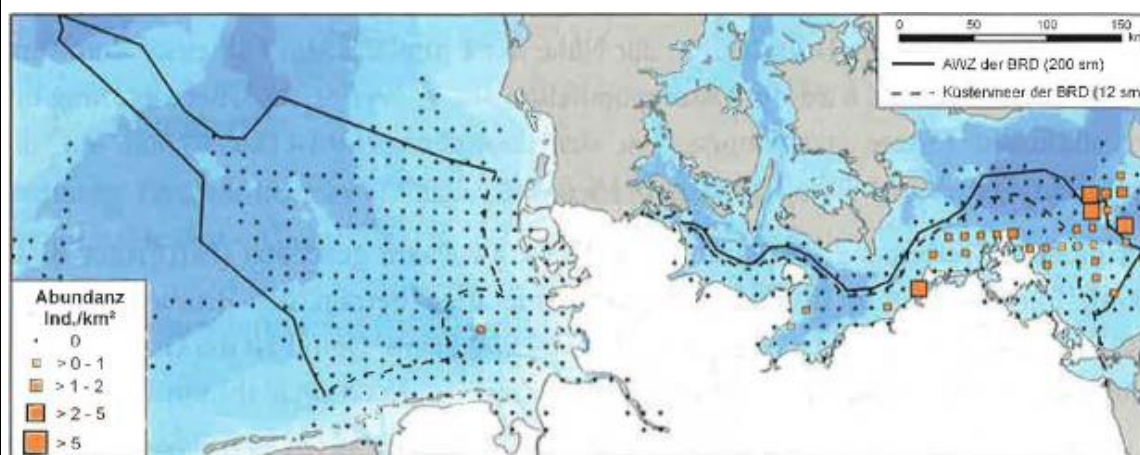 0 50 100 150
km
AWZ der BRD (200 sm)
Küstenmeer der BRD (12 sm
Abundanz
Ind./km²
0
>0 - 1
>1 - 2
>2 - 5
>5